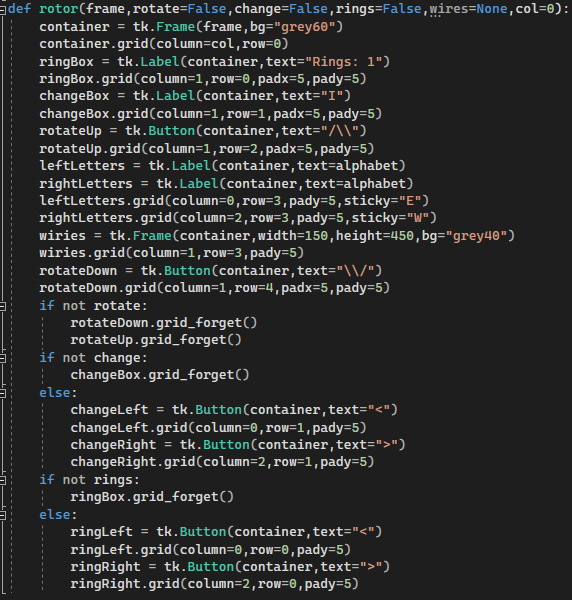 def rotor(frame,rotate=False,change=False,rings=False,wires=None,col=0):
    container = tk.Frame(frame,bg="grey60")
    container.grid(column=col,row=0)
    ringBox = tk.Label(container,text="Rings: 1")
    ringBox.grid(column=1,row=0,padx=5,pady=5)
    changeBox = tk.Label(container,text="I")
    changeBox.grid(column=1,row=1,padx=5,pady=5)
    rotateUp = tk.Button(container,text="/\\")
    rotateUp.grid(column=1,row=2,padx=5,pady=5)
    leftLetters = tk.Label(container,text=alphabet)
    rightLetters = tk.Label(container,text=alphabet)
    leftLetters.grid(column=0,row=3,pady=5,sticky="E")
    rightLetters.grid(column=2,row=3,pady=5,sticky="W")
    wiries = tk.Frame(container,width=150,height=450,bg="grey40")
    wiries.grid(column=1,row=3,pady=5)
    rotateDown = tk.Button(container,text="\\/")
    rotateDown.grid(column=1,row=4,padx=5,pady=5)
    if not rotate:
        rotateDown.grid_forget()
        rotateUp.grid_forget()
    if not change:
        changeBox.grid_forget()
    else:
        changeLeft = tk.Button(container,text="<")
        changeLeft.grid(column=0,row=1,pady=5)
        changeRight = tk.Button(container,text=">")
        changeRight.grid(column=2,row=1,pady=5)
    if not rings:
        ringBox.grid_forget()
    else:
        ringLeft = tk.Button(container,text="<")
        ringLeft.grid(column=0,row=0,pady=5)
        ringRight = tk.Button(container,text=">")
        ringRight.grid(column=2,row=0,pady=5)